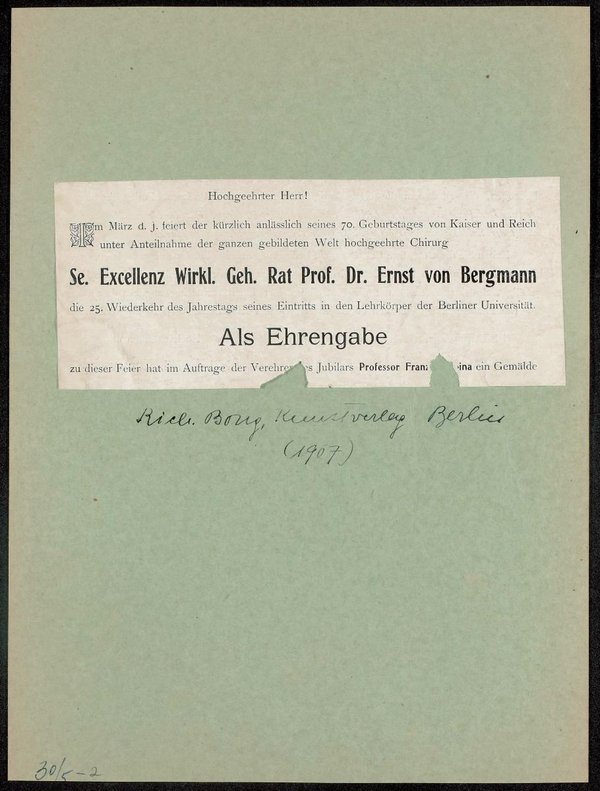 Hochgeehrter Herr!
Im März d. j. feiert der kürzlich anlässlich seines 70. Geburtstages von Kaiser und Reich
unter Anteilnahme der ganzen gebildeten Welt hochgeehrte Chirurg
Se. Excellenz Wirkl. Geh. Rat Prof. Dr. Ernst von Bergmann
die 25. Wiederkehr des Jahrestags seines Eintritts in den Lehrkörper der Berliner Universität.
Als Ehrengabe
zu dieser Feier hat im Auftrage der Verehrer Jubilars Professor Franz ein Gemälde
Rich. Bong, Kunstverlag Berlin
(1907)
30/5-2